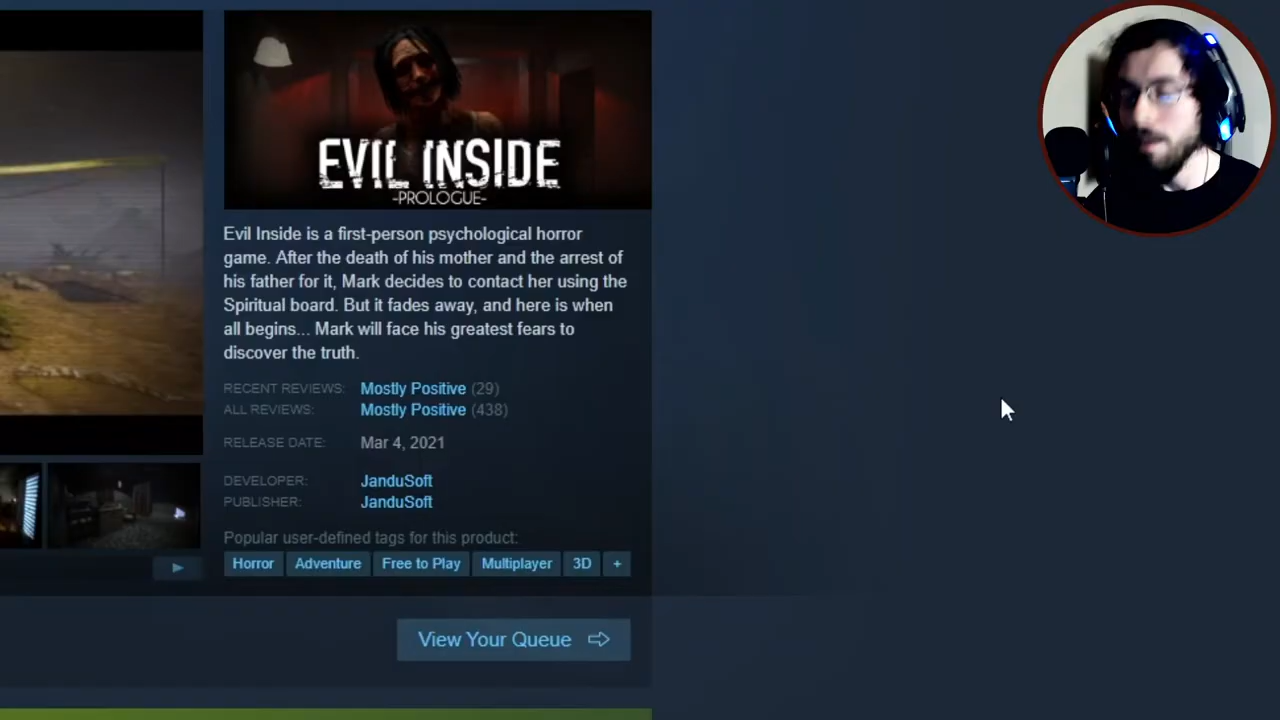 EVIL INSIDE
-PROLOGUE-
Evil Inside is a first-person psychological horror
game. After the death of his mother and the arrest of
his father for it, Mark decides to contact her using the
Spiritual board. But it fades away, and here is when
all begins... Mark will face his greatest fears to
discover the truth.
RECENT REVIEWS: Mostly Positive (29)
ALL REVIEWS: Mostly Positive (438)
RELEASE DATE: Mar 4, 2021
DEVELOPER: JanduSoft
PUBLISHER: JanduSoft
Popular user-defined tags for this product:
Horror Adventure Free to Play Multiplayer 3D +
View Your Queue